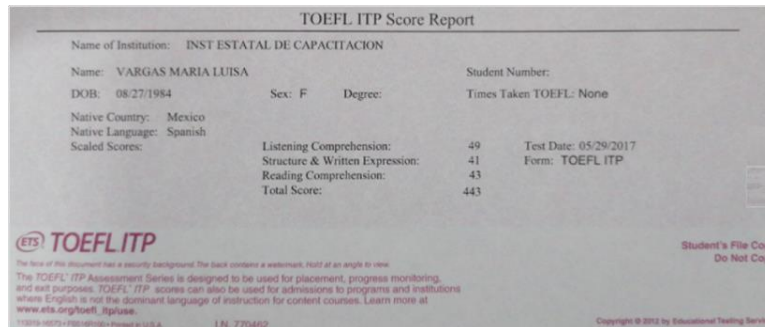 TOEFL ITP Score Report
Name of Institution: INST ESTATAL DE CAPACITACION
Name: VARGAS MARIA LUISA Student Number:
DOB: 08/27/1984 Sex: F Degree: Times Taken TOEFL: None
Native Country: Mexico
Native Language: Spanish
Scaled Scores: Listening Comprehension: 49 Test Date: 05/29/2017
Structure & Written Expression: 41 Form: TOEFL ITP
Reading Comprehension: 43
Total Score: 443
ETS TOEFL ITP
Student's File Co
Do Not Co
The face of this document has a security background. The back contains a watermark. Hold at an angle to view.
The TOEFL® ITP Assessment Series is designed to be used for placement, progress monitoring,
and exit purposes. TOEFL® ITP scores can also be used for admissions to programs and institutions
where English is not the dominant language of instruction for content courses. Learn more at
www.ets.org/toefl_itp/use.
Printed in U.S.A. I.N. 770462 Copyright © 2012 by Educational Testing Servi